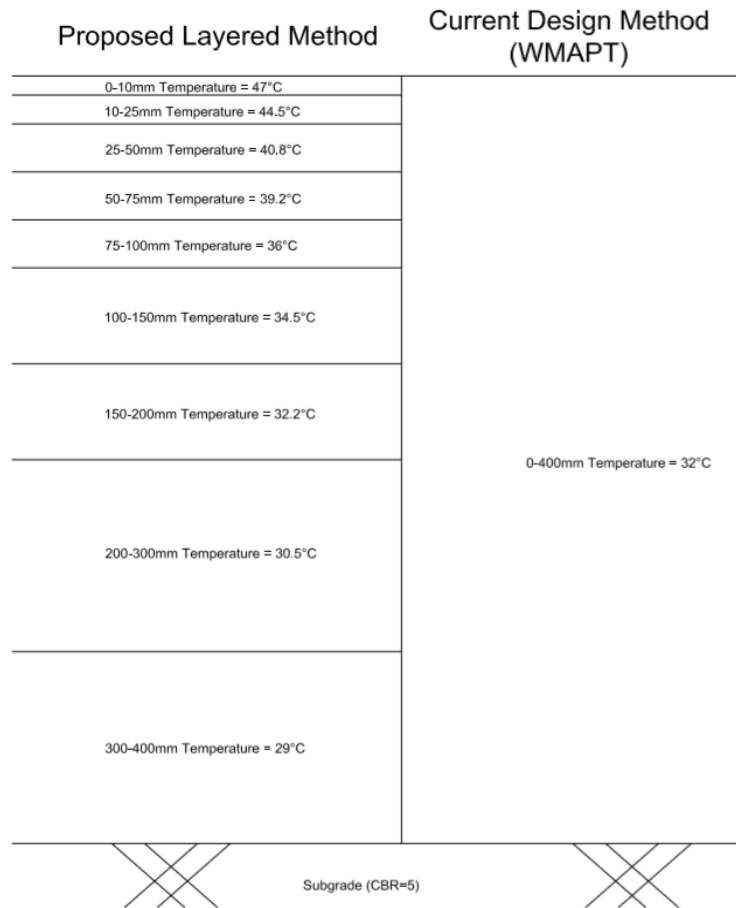 Proposed Layered Method
Current Design Method
(WMAPT)
0-10mm Temperature = 47°C
10-25mm Temperature = 44.5°C
25-50mm Temperature = 40.8°C
50-75mm Temperature = 39.2°C
75-100mm Temperature = 36°C
100-150mm Temperature = 34.5°C
150-200mm Temperature = 32.2°C
200-300mm Temperature = 30.5°C
300-400mm Temperature = 29°C
0-400mm Temperature = 32°C
Subgrade (CBR=5)